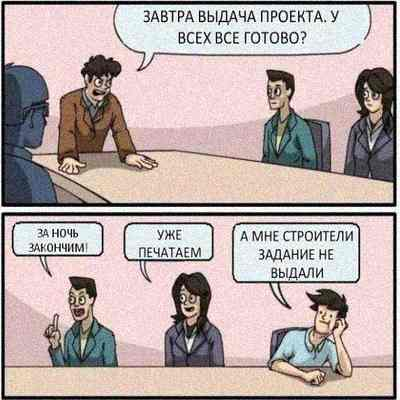 ЗАВТРА ВЫДАЧА ПРОЕКТА. У
ВСЕХ ВСЕ ГОТОВО?
ЗА НОЧЬ
ЗАКОНЧИМ!
УЖЕ
ПЕЧАТАЕМ
А МНЕ СТРОИТЕЛИ
ЗАДАНИЕ НЕ
ВЫДАЛИ